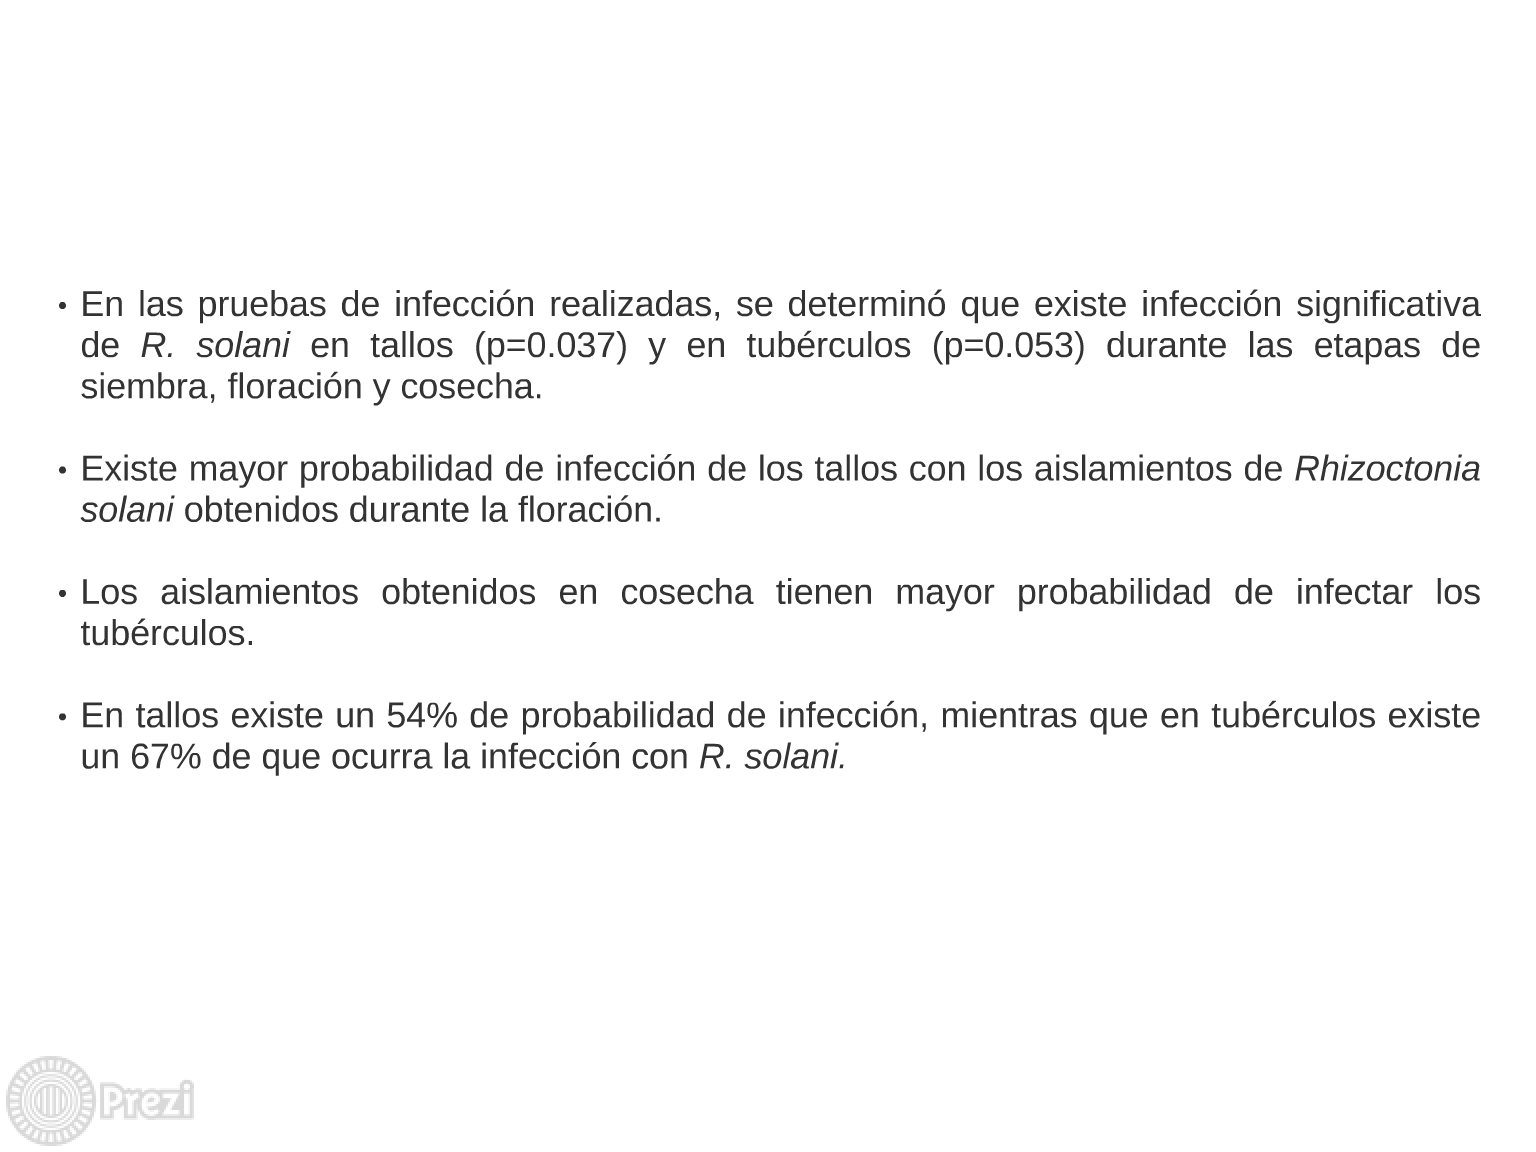 • En las pruebas de infección realizadas, se determinó que existe infección significativa
de R. solani en tallos (p=0.037) y en tubérculos (p=0.053) durante las etapas de
siembra, floración y cosecha.
• Existe mayor probabilidad de infección de los tallos con los aislamientos de Rhizoctonia
solani obtenidos durante la floración.
• Los aislamientos obtenidos en cosecha tienen mayor probabilidad de infectar los
tubérculos.
• En tallos existe un 54% de probabilidad de infección, mientras que en tubérculos existe
un 67% de que ocurra la infección con R. solani.
Prezi